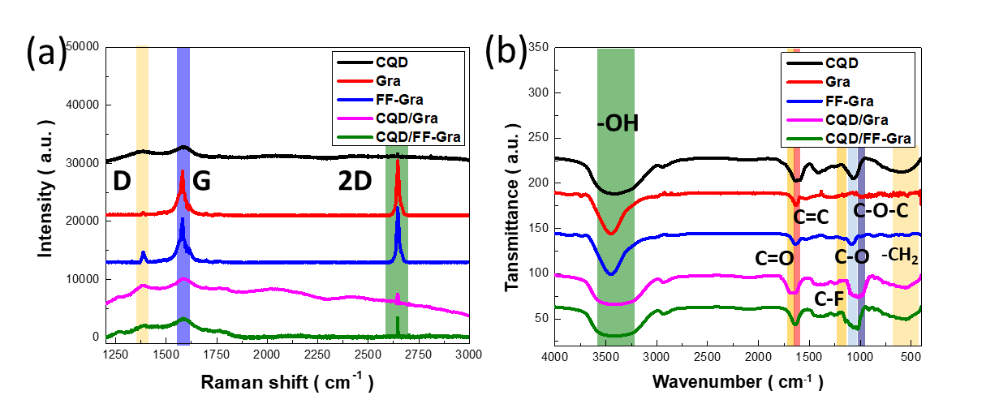 (a)
50000
40000
30000
20000
10000
0
Intensity ( a.u. )
CQD
Gra
FF-Gra
CQD/Gra
CQD/FF-Gra
D
G
2D
1250
1500
1750
2000
2250
2500
2750
3000
Raman shift ( cm-1 )
(b)
350
300
250
200
150
100
50
Tansmittance ( a.u. )
CQD
Gra
FF-Gra
CQD/Gra
CQD/FF-Gra
-OH
C=C
C-O-C
C=O
C-O
-CH2
C-F
4000
3500
3000
2500
2000
1500
1000
500
Wavenumber ( cm-1 )